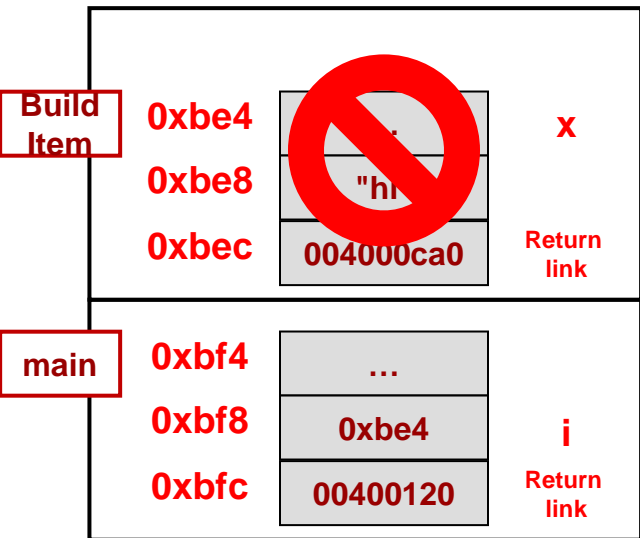 Build
Item
0xbe4
x
0xbe8
"hi
0xbec
004000ca0
Return
link
main
0xbf4
…
0xbf8
0xbe4
i
0xbfc
00400120
Return
link